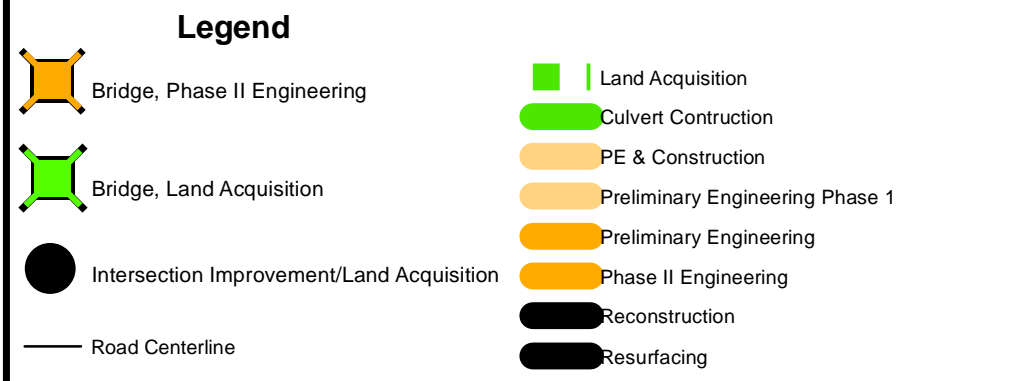 Legend
Bridge, Phase II Engineering
Bridge, Land Acquisition
Intersection Improvement/Land Acquisition
Road Centerline
Land Acquisition
Culvert Contruction
PE & Construction
Preliminary Engineering Phase 1
Preliminary Engineering
Phase II Engineering
Reconstruction
Resurfacing